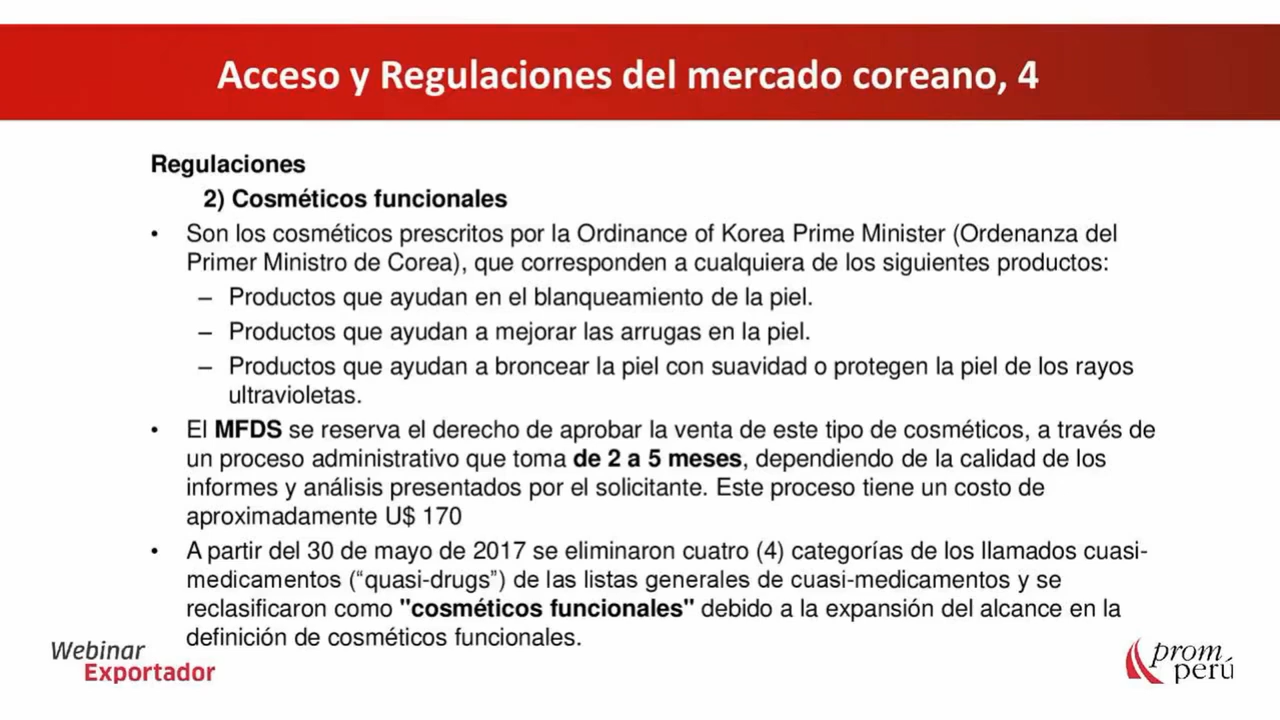 Acceso y Regulaciones del mercado coreano, 4
Regulaciones
2) Cosméticos funcionales
• Son los cosméticos prescritos por la Ordinance of Korea Prime Minister (Ordenanza del
Primer Ministro de Corea), que corresponden a cualquiera de los siguientes productos:
– Productos que ayudan en el blanqueamiento de la piel.
– Productos que ayudan a mejorar las arrugas en la piel.
– Productos que ayudan a broncear la piel con suavidad o protegen la piel de los rayos
ultravioletas.
• El MFDS se reserva el derecho de aprobar la venta de este tipo de cosméticos, a través de
un proceso administrativo que toma de 2 a 5 meses, dependiendo de la calidad de los
informes y análisis presentados por el solicitante. Este proceso tiene un costo de
aproximadamente U$ 170
• A partir del 30 de mayo de 2017 se eliminaron cuatro (4) categorías de los llamados cuasi-
medicamentos (“quasi-drugs”) de las listas generales de cuasi-medicamentos y se
reclasificaron como "cosméticos funcionales" debido a la expansión del alcance en la
definición de cosméticos funcionales.
Webinar
Exportador
prom
perú